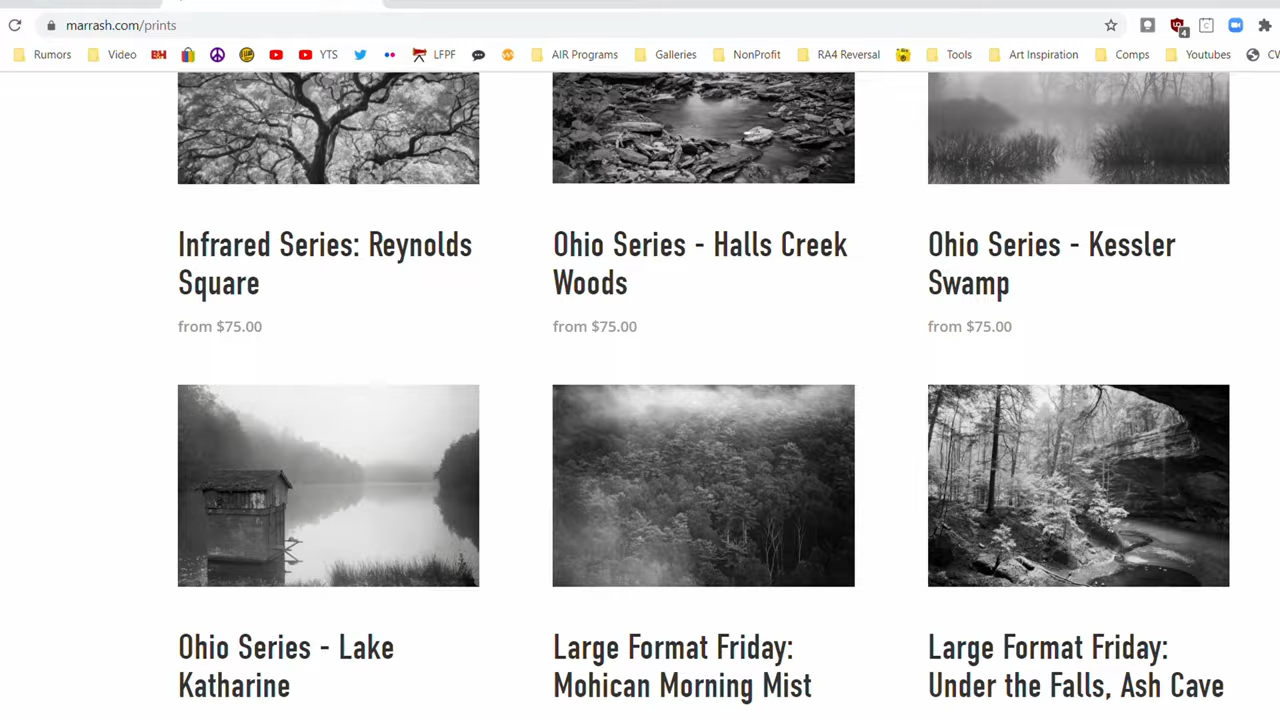 marrash.com/prints
4
Rumors Video B&H YTS LFPF AIR Programs Galleries NonProfit RA4 Reversal Tools Art Inspiration Comps Youtubes
Infrared Series: Reynolds
Square
from $75.00
Ohio Series - Halls Creek
Woods
from $75.00
Ohio Series - Kessler
Swamp
from $75.00
Ohio Series - Lake
Katharine
Large Format Friday:
Mohican Morning Mist
Large Format Friday:
Under the Falls, Ash Cave